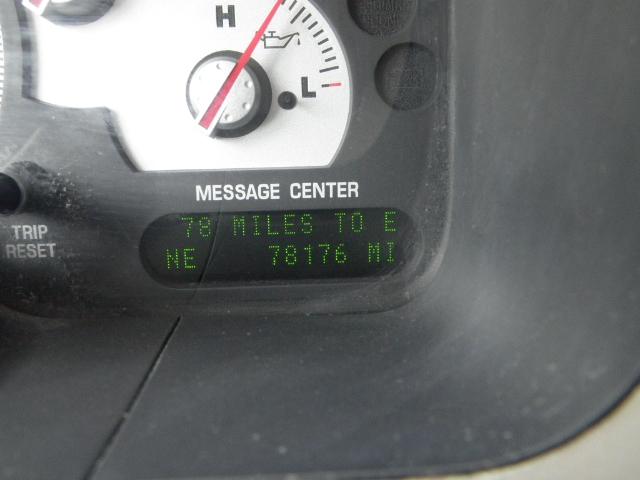 H
L
MESSAGE CENTER
78 MILES TO E
NE 78176 MI
TRIP
RESET